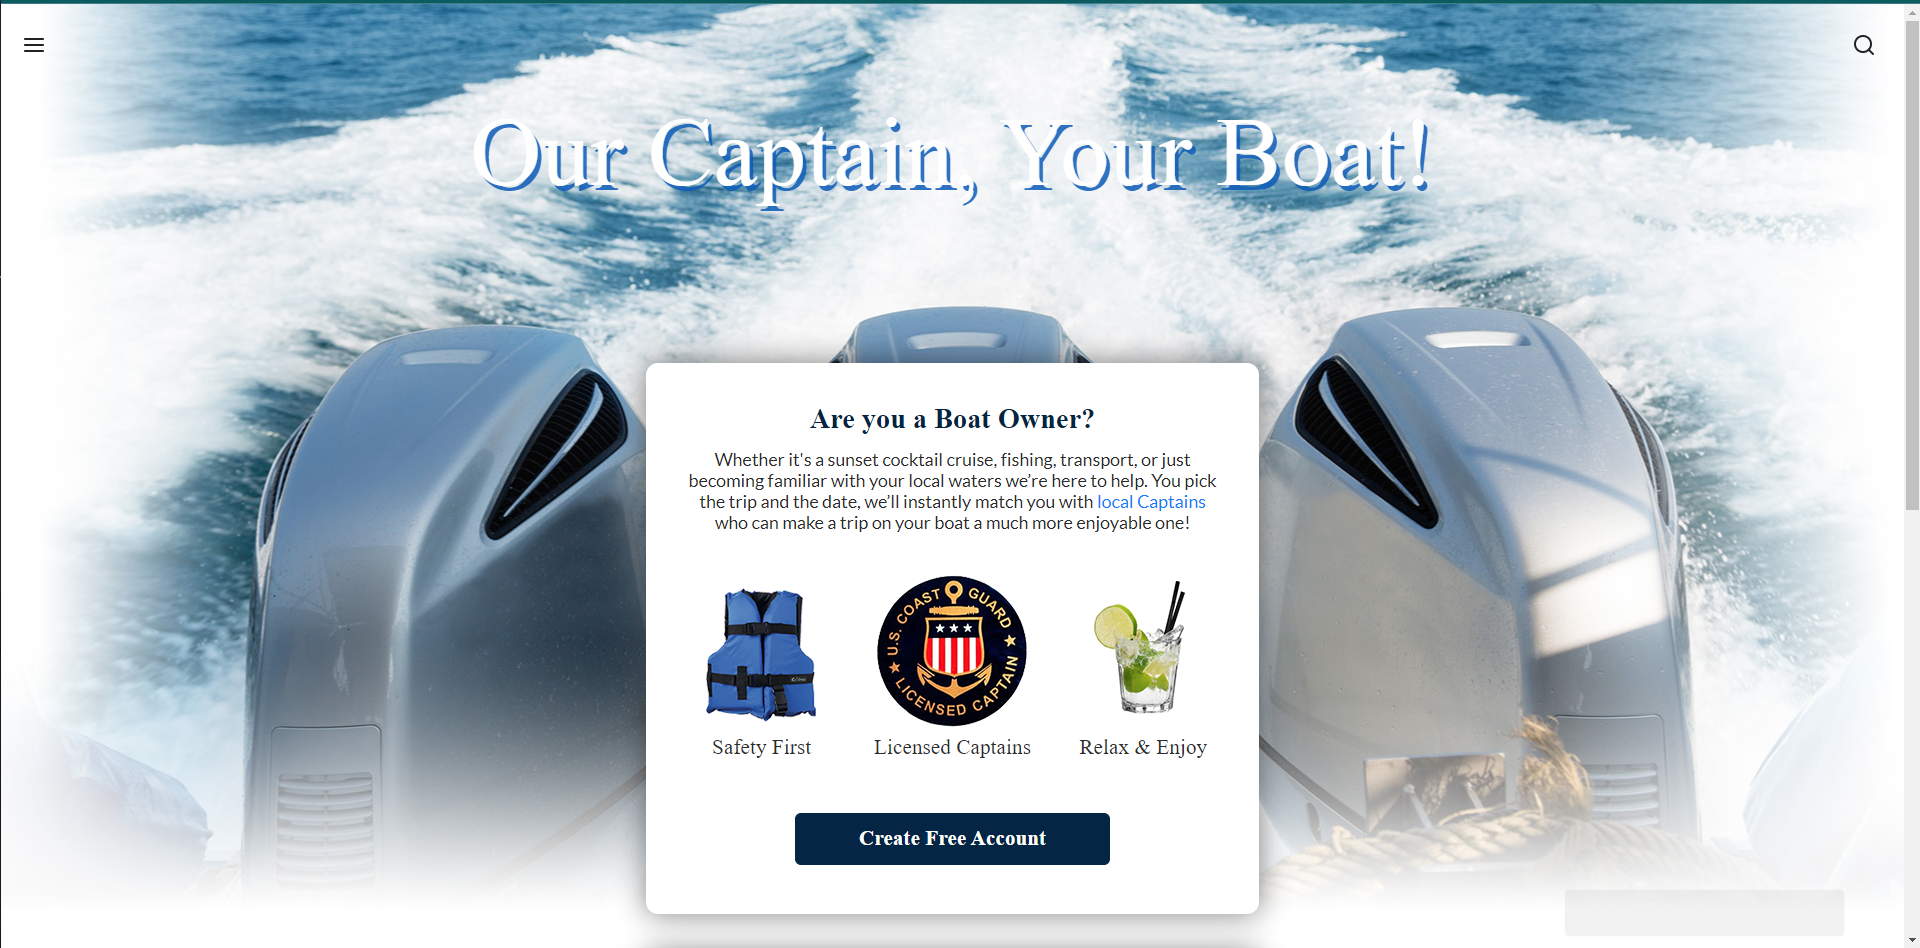 Our Captain, Your Boat!
Are you a Boat Owner?
Whether it's a sunset cocktail cruise, fishing, transport, or just
becoming familiar with your local waters we’re here to help. You pick
the trip and the date, we’ll instantly match you with local Captains
who can make a trip on your boat a much more enjoyable one!
U.S. COAST GUARD
LICENSED CAPTAIN
Safety First
Licensed Captains
Relax & Enjoy
Create Free Account